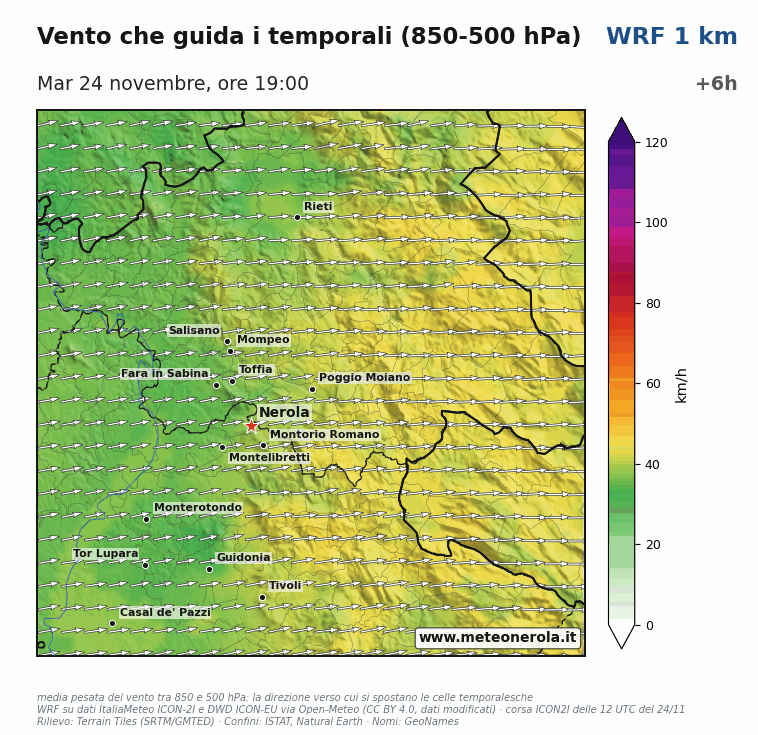 Vento che guida i temporali (850-500 hPa) WRF 1 km
Mar 24 novembre, ore 19:00 +6h
Rieti
Salisano
Mompeo
Toffia
Fara in Sabina
Poggio Moiano
Nerola
Montorio Romano
Montelibretti
Monterotondo
Tor Lupara
Guidonia
Tivoli
Casal de' Pazzi
www.meteonerola.it
120
100
80
60
40
20
0
km/h
media pesata del vento tra 850 e 500 hPa: la direzione verso cui si spostano le celle temporalesche
WRF su dati ItaliaMeteo ICON-2I e DWD ICON-EU via Open-Meteo (CC BY 4.0, dati modificati) · corsa ICON2I delle 12 UTC del 24/11
Rilievo: Terrain Tiles (SRTM/GMTED) · Confini: ISTAT, Natural Earth · Nomi: GeoNames